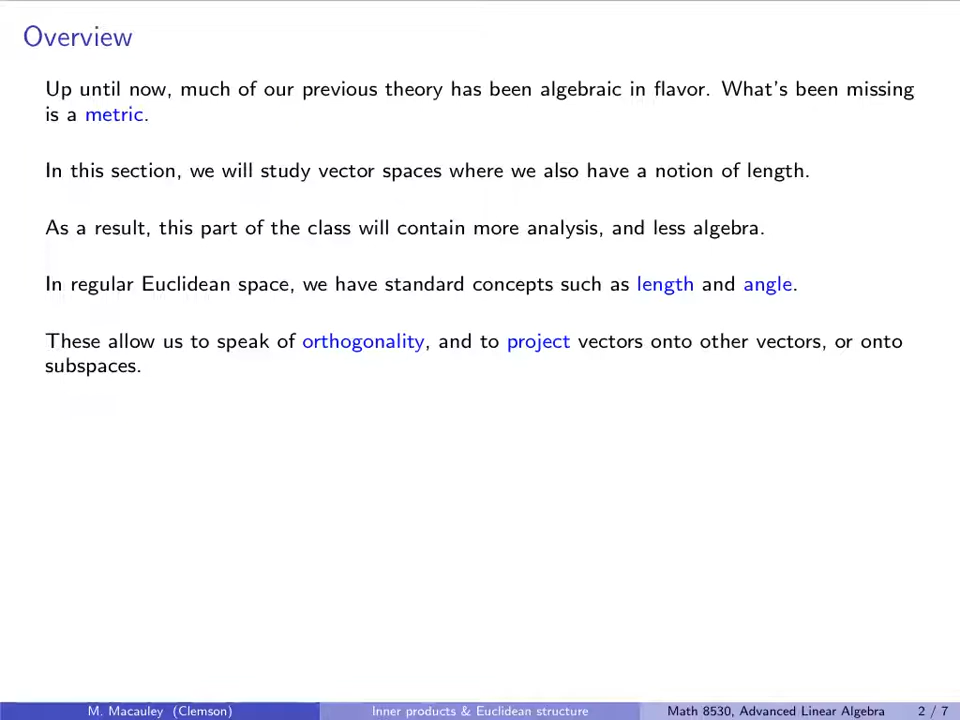 Overview
Up until now, much of our previous theory has been algebraic in flavor. What's been missing
is a metric.
In this section, we will study vector spaces where we also have a notion of length.
As a result, this part of the class will contain more analysis, and less algebra.
In regular Euclidean space, we have standard concepts such as length and angle.
These allow us to speak of orthogonality, and to project vectors onto other vectors, or onto
subspaces.
M. Macauley (Clemson) Inner products & Euclidean structure Math 8530, Advanced Linear Algebra 2 / 7